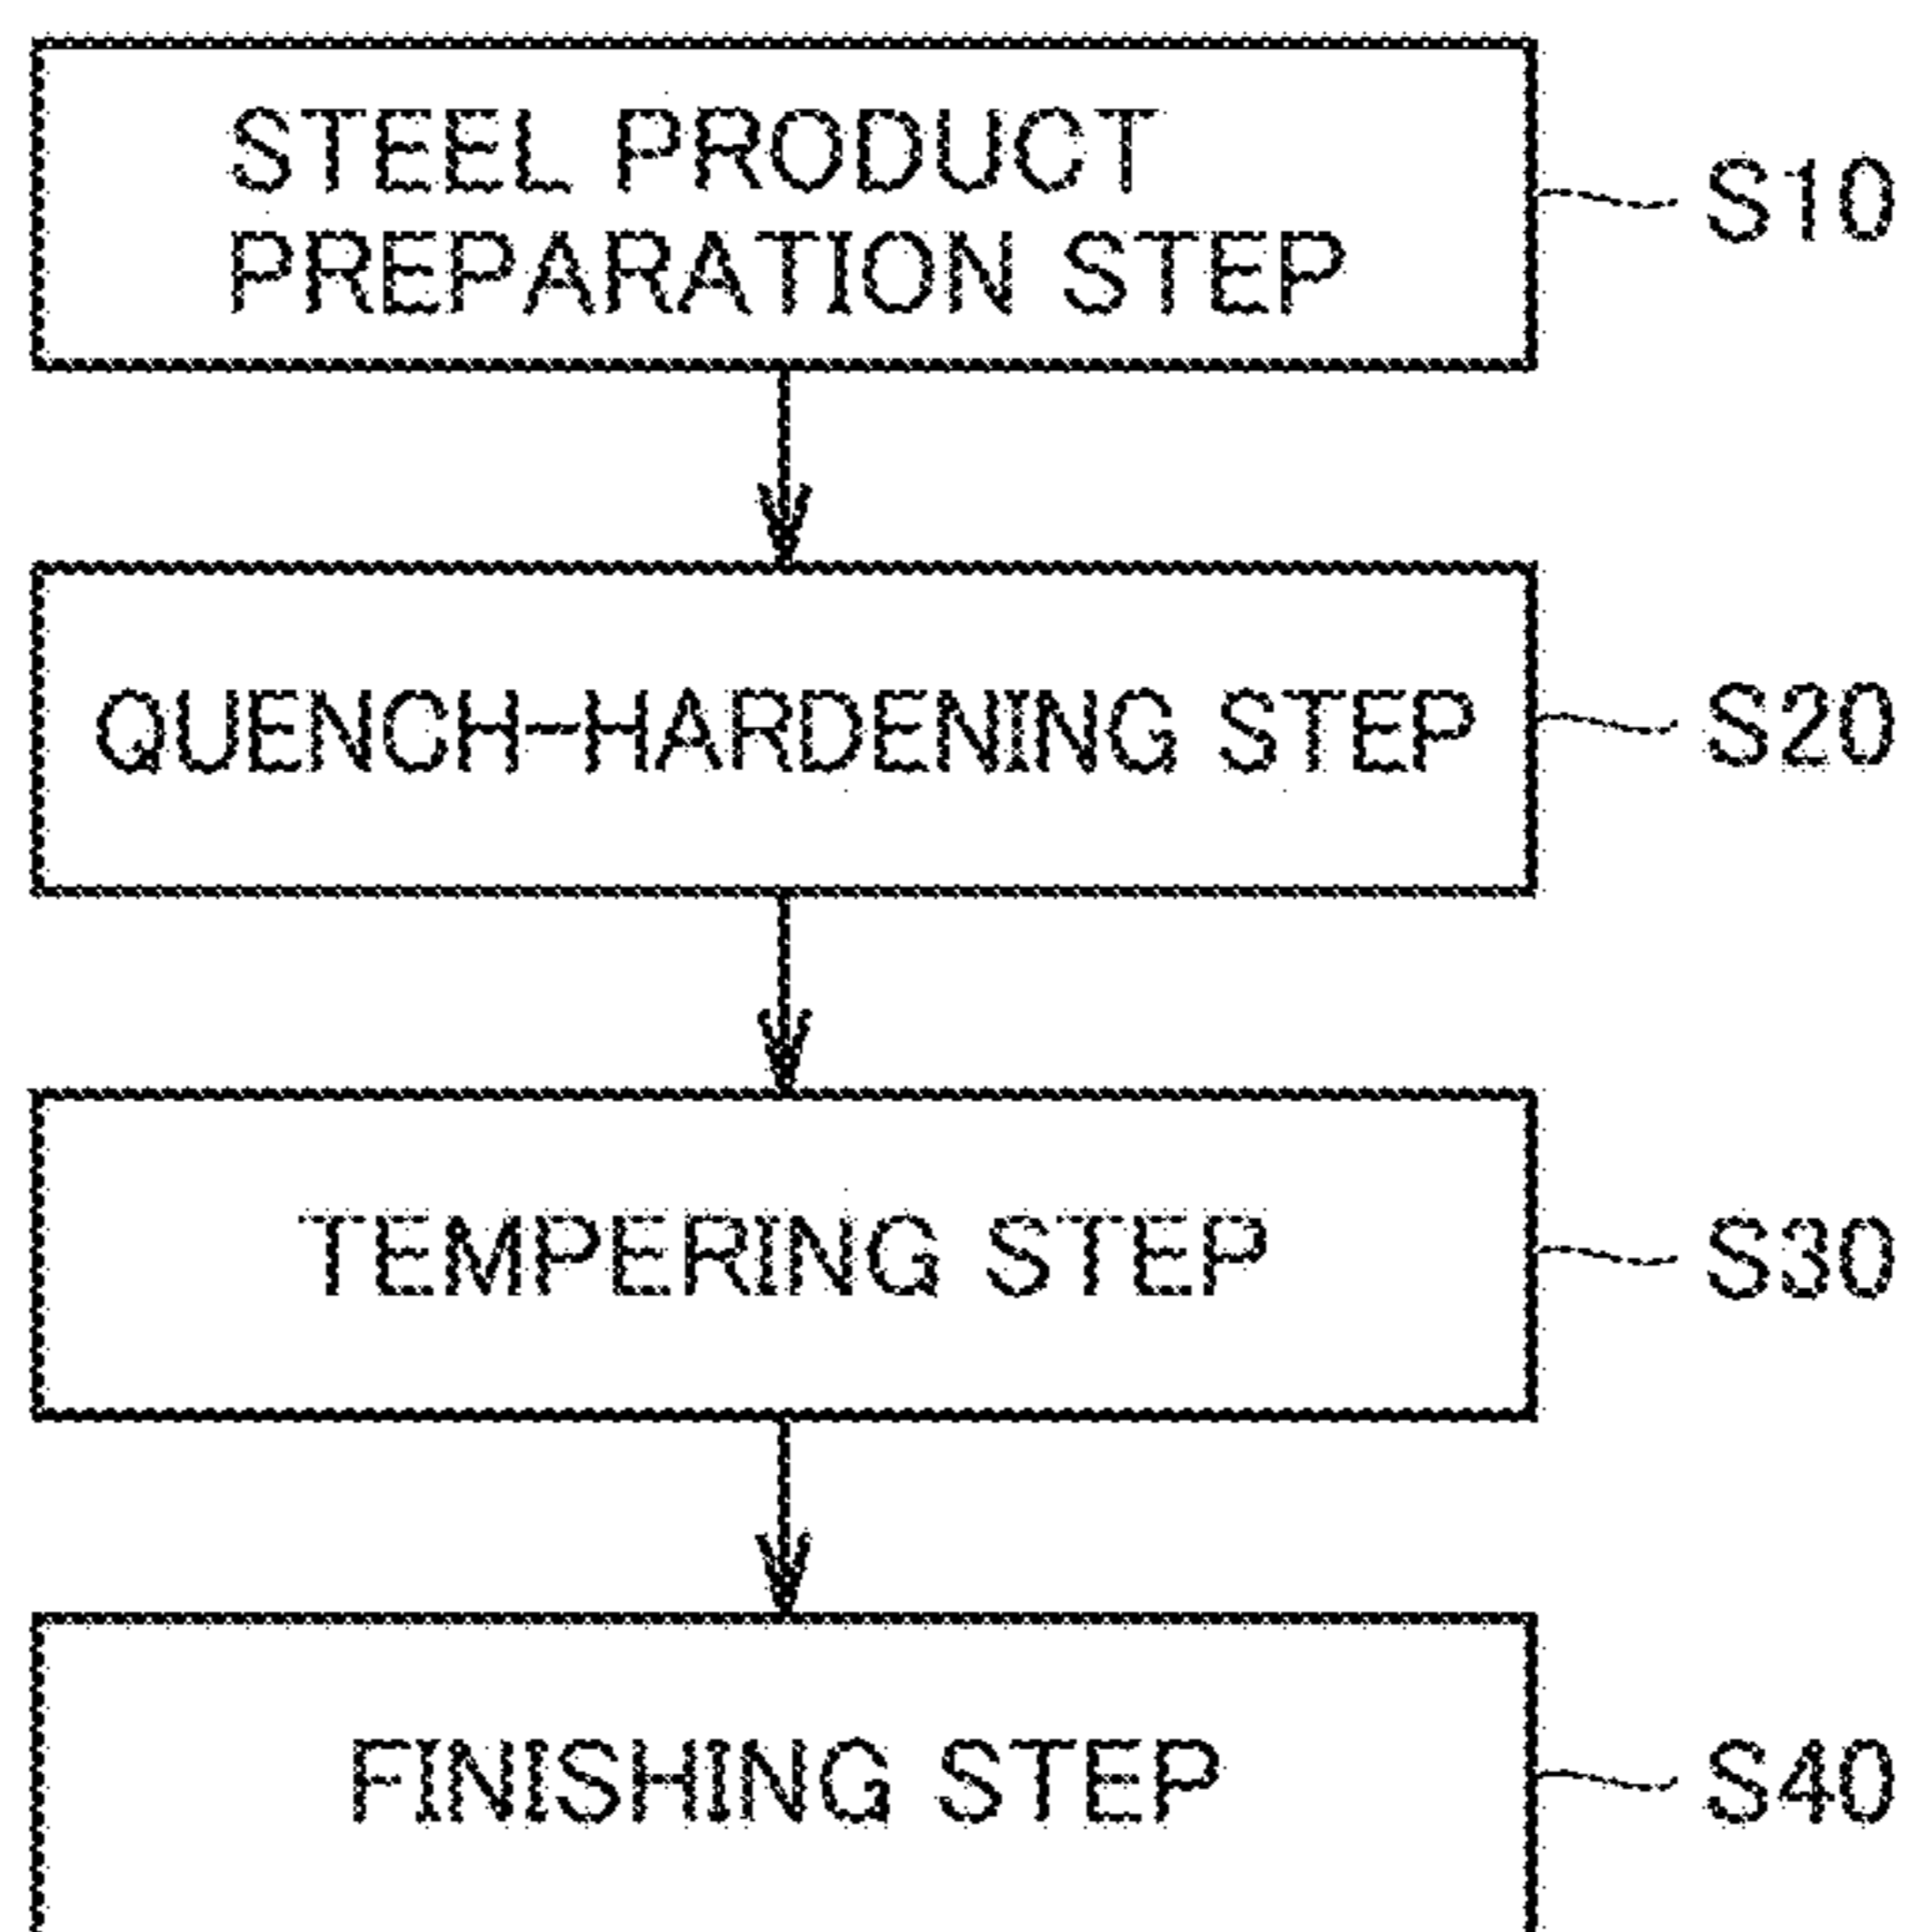 STEEL PRODUCT
PREPARATION STEP
S10
QUENCH-HARDENING STEP
S20
TEMPERING STEP
S30
FINISHING STEP
S40